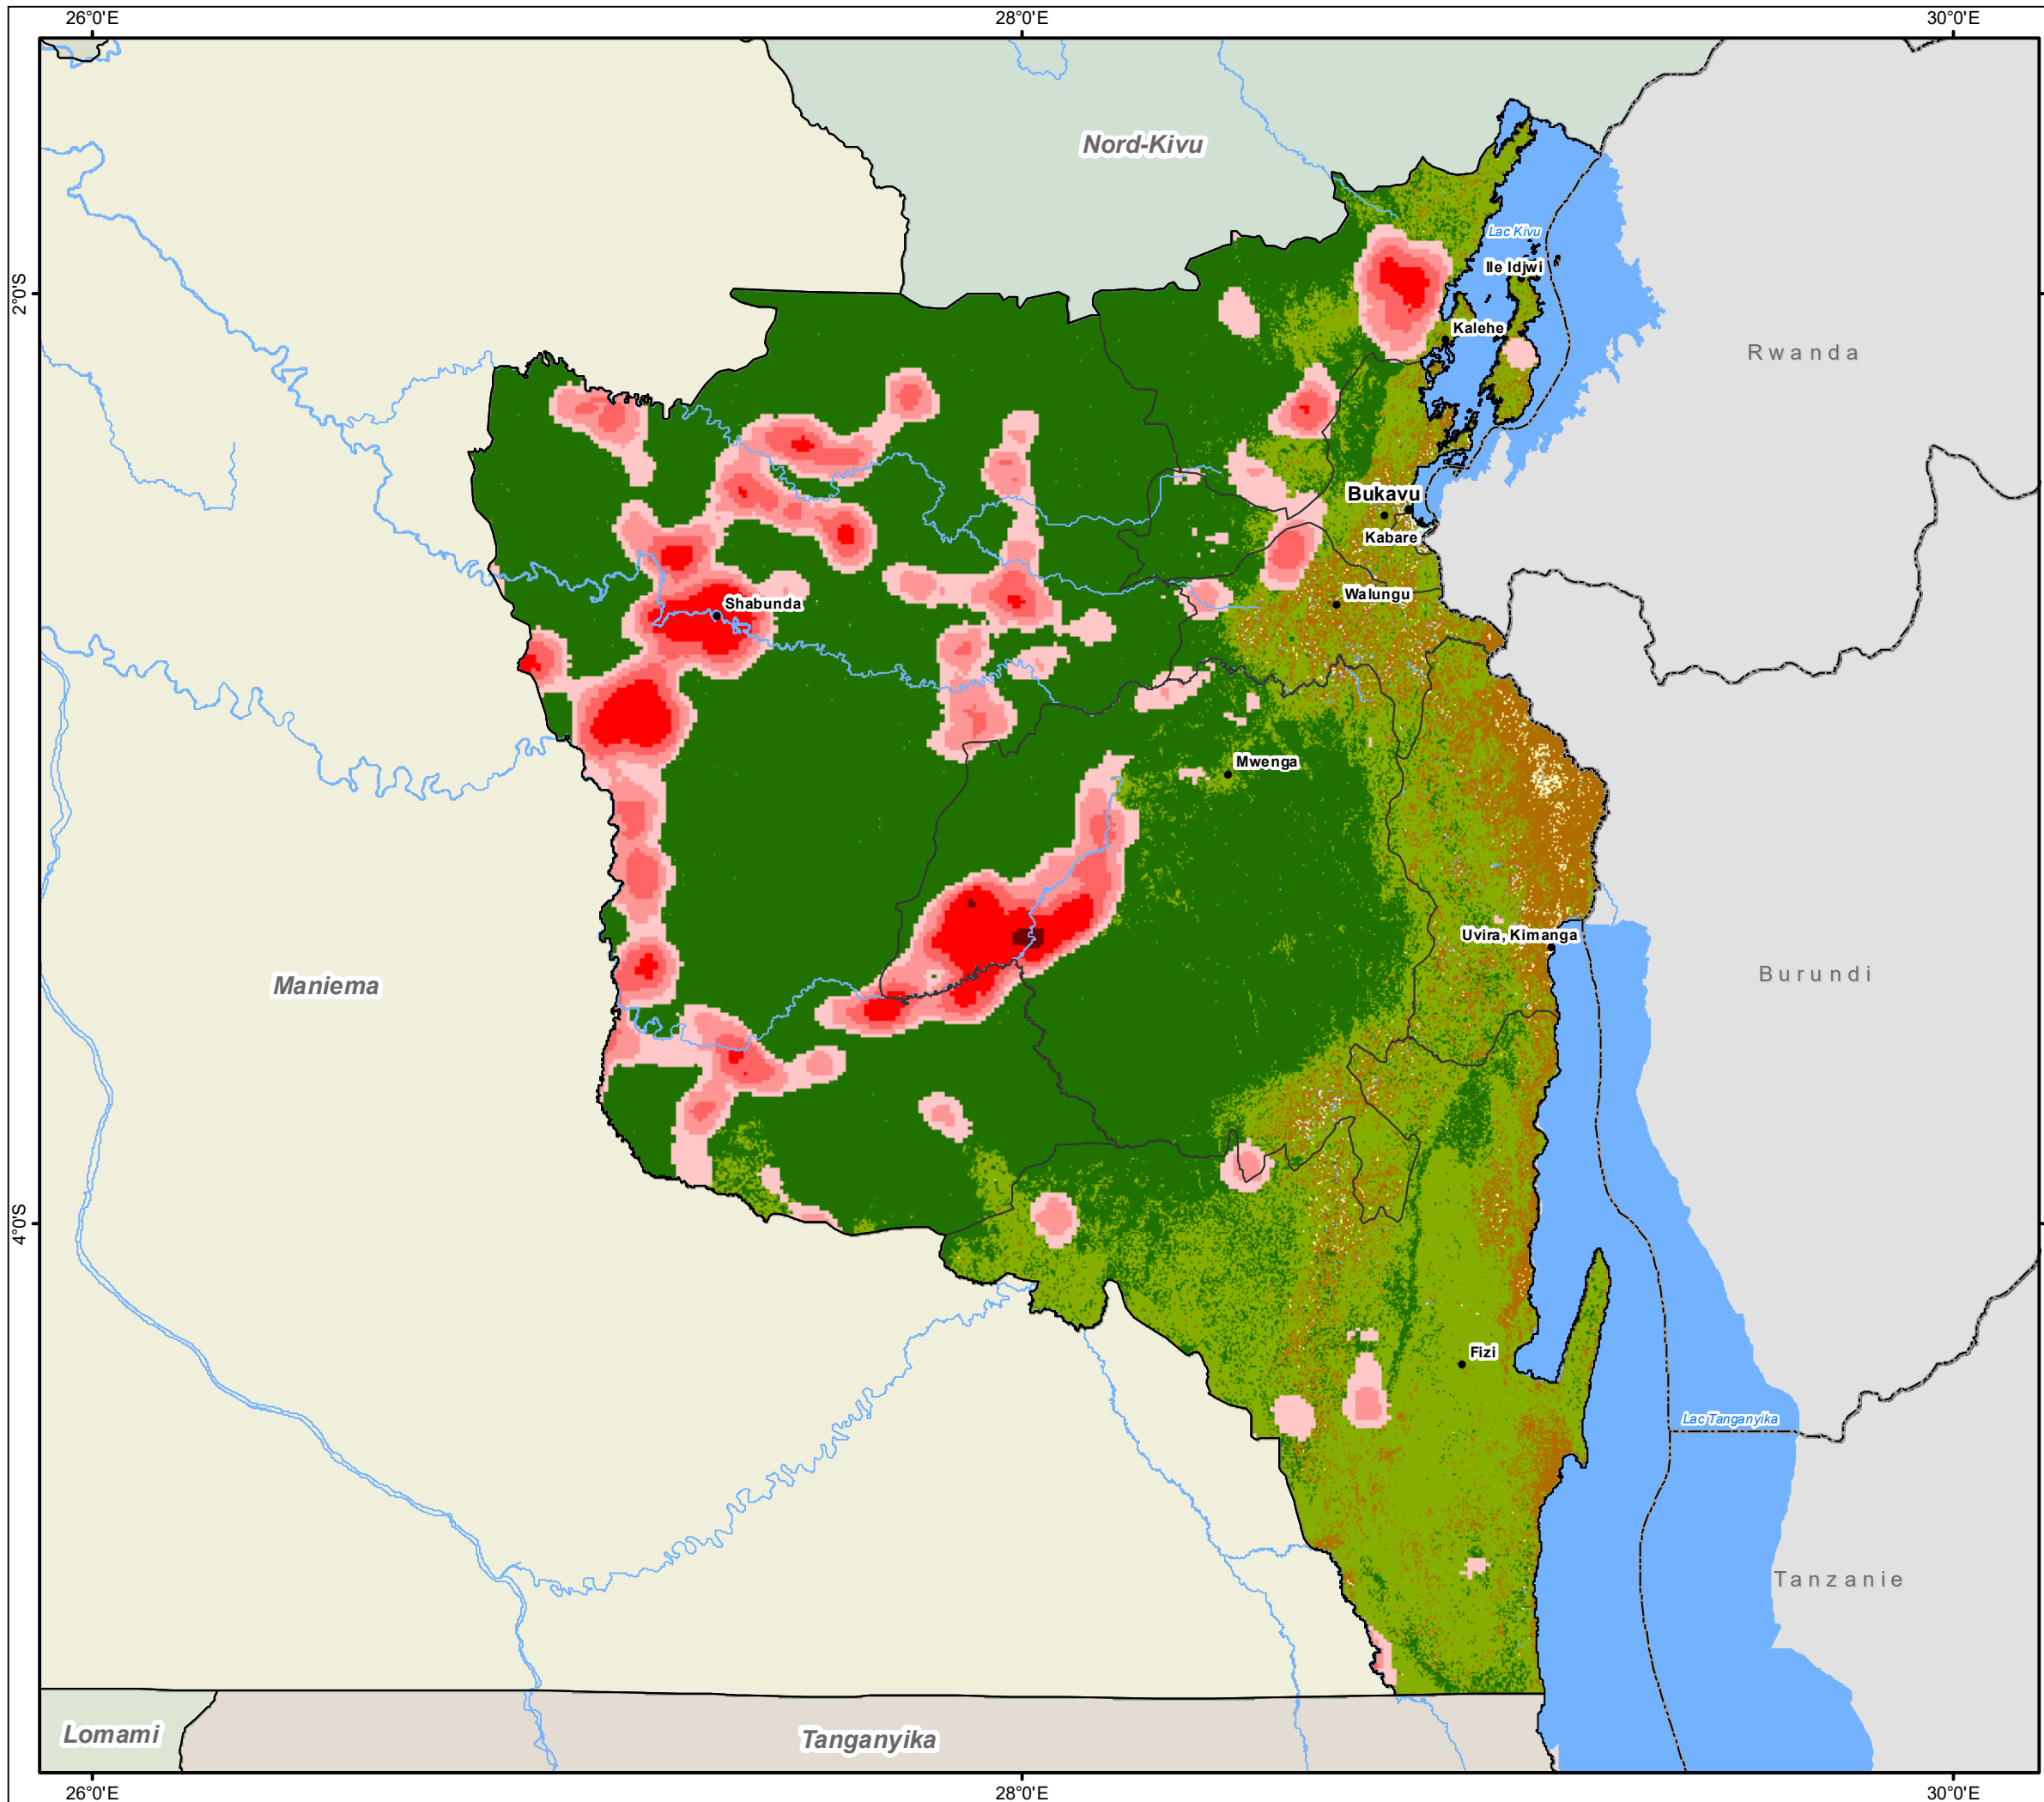 26°0'E
28°0'E
30°0'E
Nord-Kivu
Lac Kivu
Ile Idjwi
2°0'S
Kalehe
Rwanda
Bukavu
Kabare
Shabunda
Walungu
Mwenga
Uvira, Kimanga
Burundi
Maniema
4°0'S
Fizi
Lac Tanganyika
Tanzanie
Lomami
Tanganyika
26°0'E
28°0'E
30°0'E